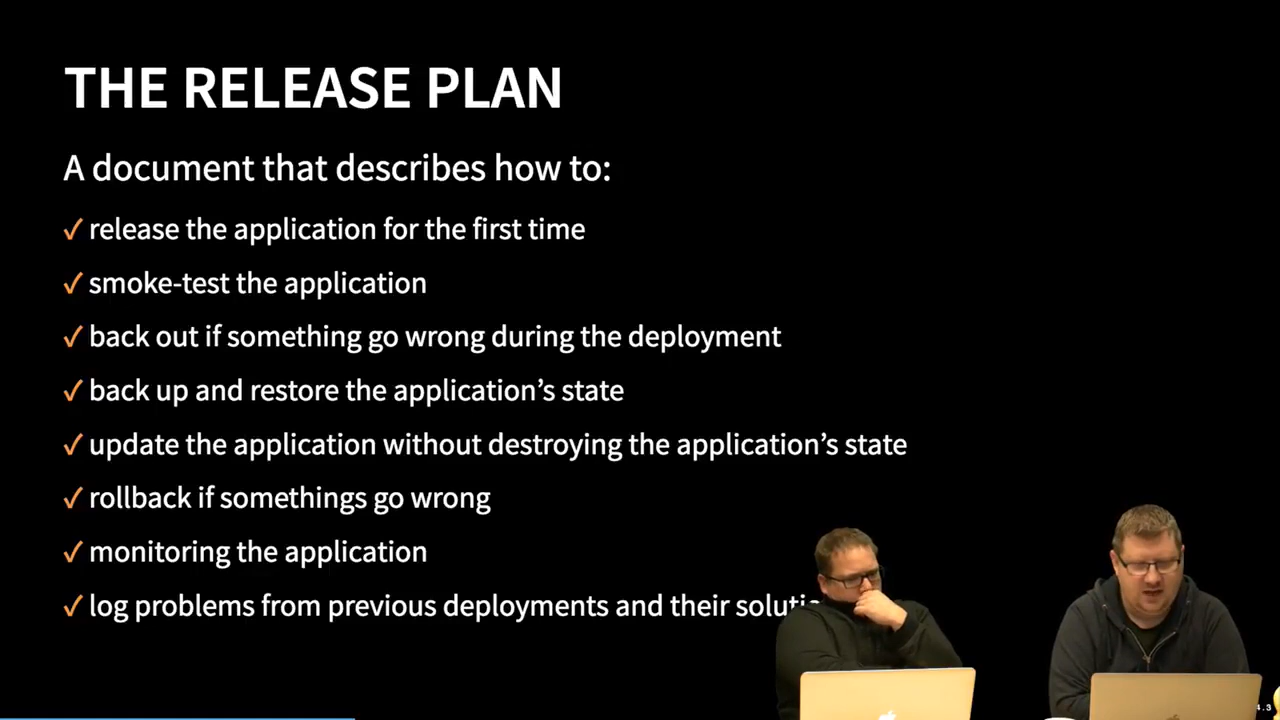 THE RELEASE PLAN
A document that describes how to:
✓ release the application for the first time
✓ smoke-test the application
✓ back out if something go wrong during the deployment
✓ back up and restore the application's state
✓ update the application without destroying the application's state
✓ rollback if somethings go wrong
✓ monitoring the application
✓ log problems from previous deployments and their
4.3